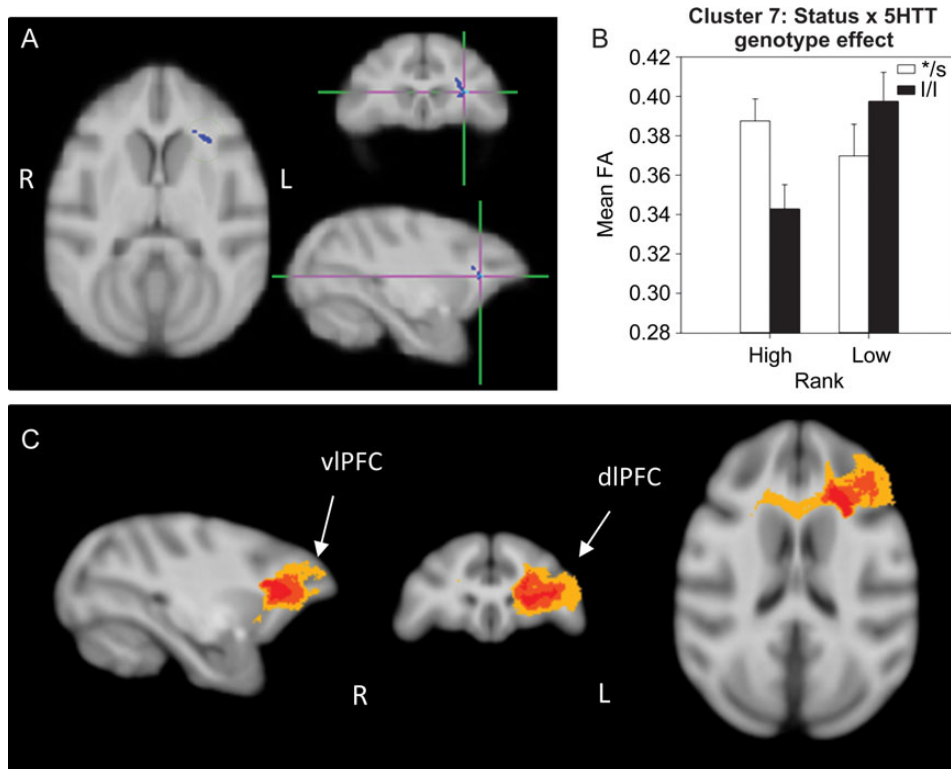 A
R
L
Cluster 7: Status x 5HTT
genotype effect
B
*/s
l/l
0.42
0.40
0.38
0.36
0.34
0.32
0.30
0.28
Mean FA
High
Low
Rank
C
vlPFC
dlPFC
R
L